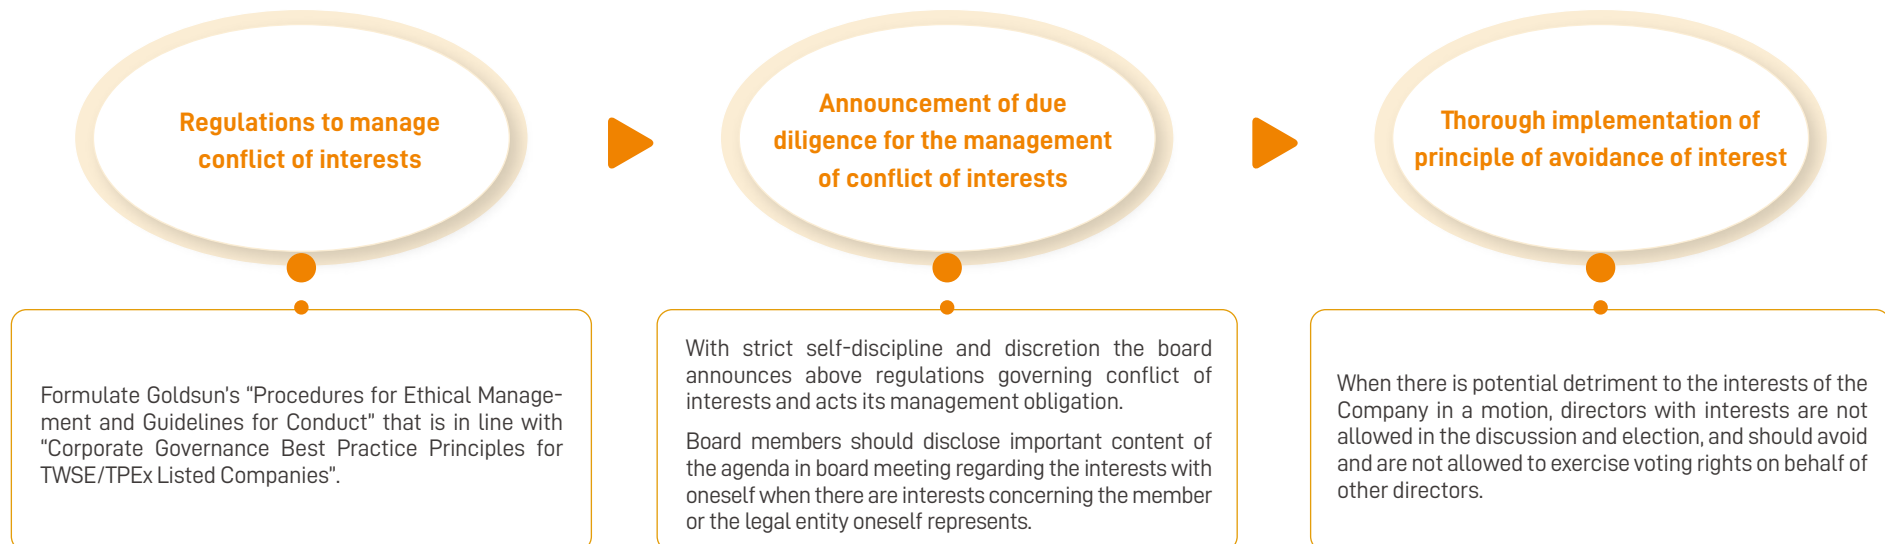 Regulations to manage
conflict of interests
Announcement of due
diligence for the management
of conflict of interests
Thorough implementation of
principle of avoidance of interest
Formulate Goldsun's "Procedures for Ethical Manage-
ment and Guidelines for Conduct" that is in line with
"Corporate Governance Best Practice Principles for
TWSE/TPEx Listed Companies".
With strict self-discipline and discretion the board
announces above regulations governing conflict of
interests and acts its management obligation.
Board members should disclose important content of
the agenda in board meeting regarding the interests with
oneself when there are interests concerning the member
or the legal entity oneself represents.
When there is potential detriment to the interests of the
Company in a motion, directors with interests are not
allowed in the discussion and election, and should avoid
and are not allowed to exercise voting rights on behalf of
other directors.